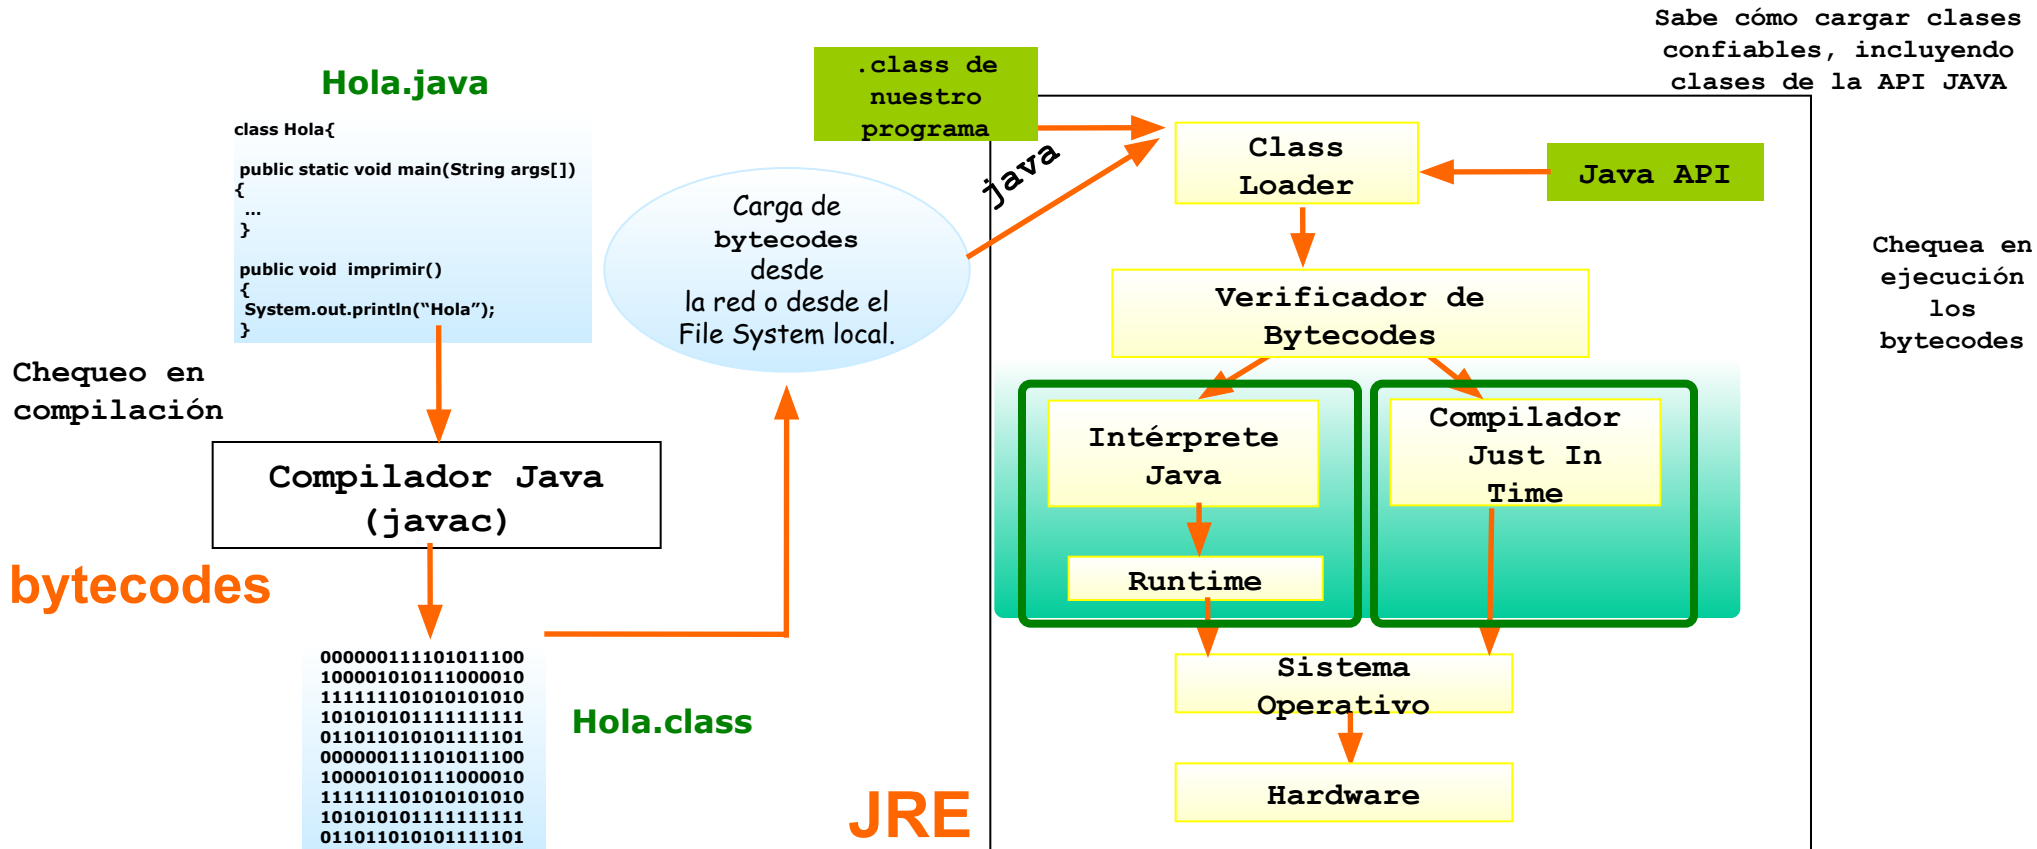 Sabe cómo cargar clases
confiables, incluyendo
clases de la API JAVA
.class de
nuestro
programa
Hola.java
class Hola{
public static void main(String args[])
{
...
}
public void imprimir()
{
System.out.println(“Hola”);
}
Chequeo en
compilación
Compilador Java
(javac)
bytecodes
000000111101011100
100001010111000010
111111101010101010
101010101111111111
011011010101111101
000000111101011100
100001010111000010
111111101010101010
101010101111111111
011011010101111101
Hola.class
Carga de
bytecodes
desde
la red o desde el
File System local.
java
Class
Loader
Java API
Verificador de
Bytecodes
Chequea en
ejecución
los
bytecodes
Intérprete
Java
Runtime
Compilador
Just In
Time
Sistema
Operativo
Hardware
JRE